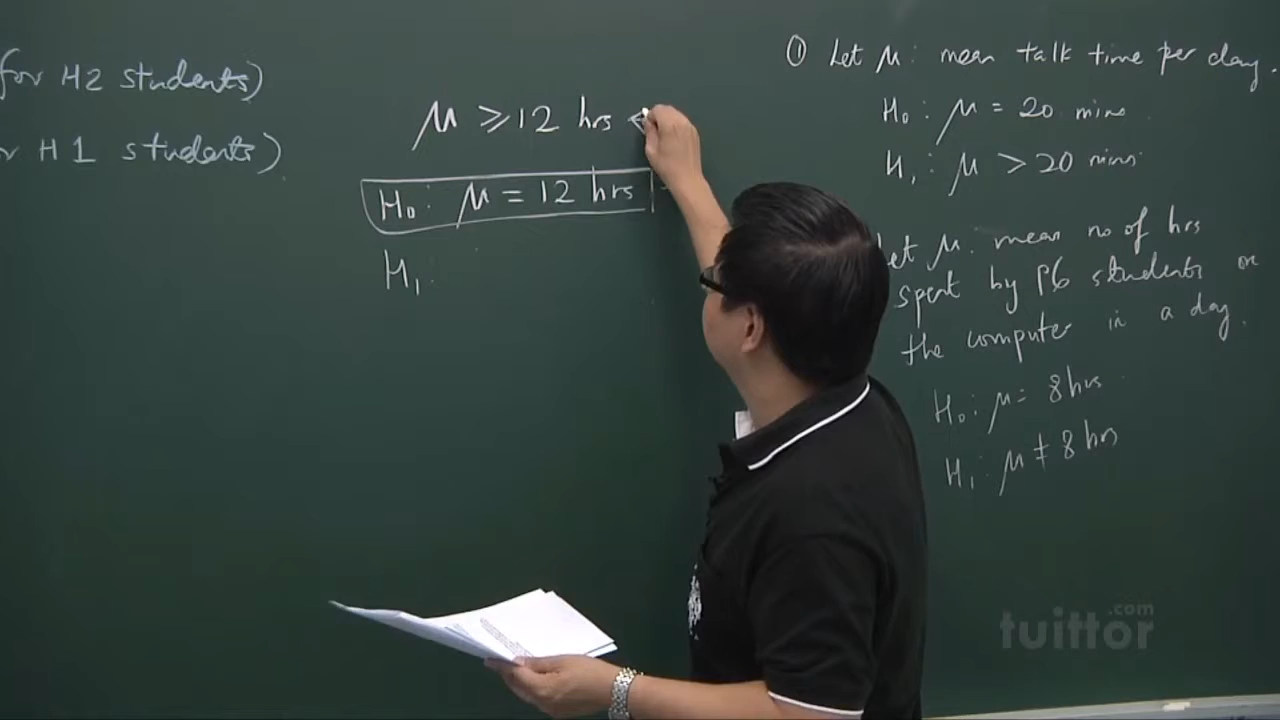 for H2 students)
H1 students)
μ ≥ 12 hrs
H₀: μ = 12 hrs
H₁
① Let μ: mean talk time per day.
H₀: μ = 20 mins.
H₁: μ > 20 mins
Let μ: mean no of hrs
spent by P6 students on
the computer in a day.
H₀: μ = 8 hrs.
H₁: μ ≠ 8 hrs
tuittor.com